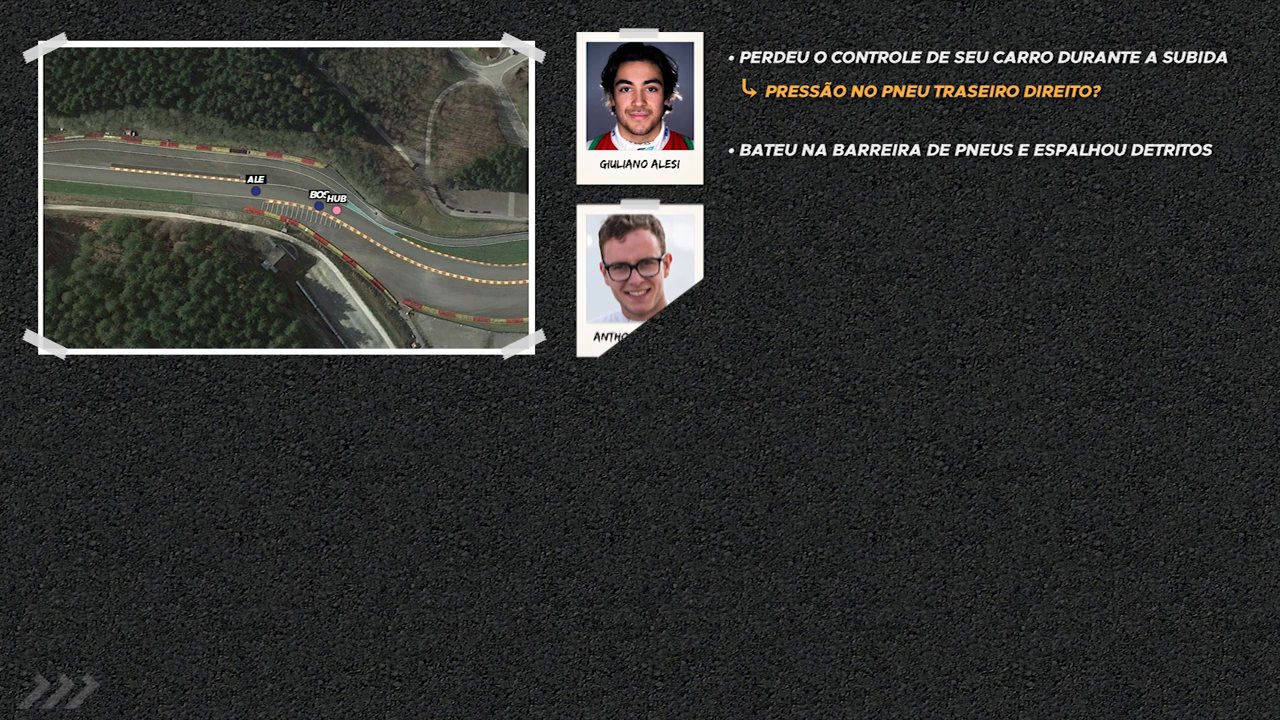 • PERDEU O CONTROLE DE SEU CARRO DURANTE A SUBIDA
PRESSÃO NO PNEU TRASEIRO DIREITO?
• BATEU NA BARREIRA DE PNEUS E ESPALHOU DETRITOS
GIULIANO ALESI
ALE
HUB